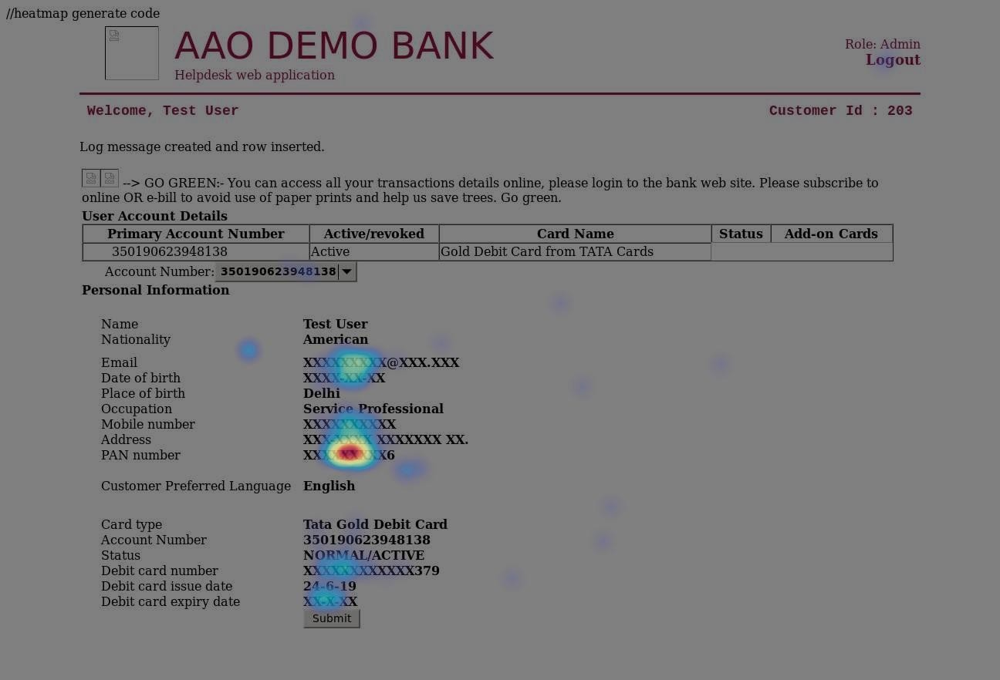 //heatmap generate code
AAO DEMO BANK
Helpdesk web application
Role: Admin
Logout
Welcome, Test User
Customer Id : 203
Log message created and row inserted.
--> GO GREEN:- You can access all your transactions details online, please login to the bank web site. Please subscribe to
online OR e-bill to avoid use of paper prints and help us save trees. Go green.
User Account Details
Primary Account Number Active/revoked Card Name Status Add-on Cards
350190623948138 Active Gold Debit Card from TATA Cards
Account Number: 350190623948138
Personal Information
Name Test User
Nationality American
Email XXXXXXXXX@XXX.XXX
Date of birth XXXX-XX-XX
Place of birth Delhi
Occupation Service Professional
Mobile number XXXXXXXXXX
Address XXX-XXXX XXXXXXX XX.
PAN number XXXXXXXXX6
Customer Preferred Language English
Card type Tata Gold Debit Card
Account Number 350190623948138
Status NORMAL/ACTIVE
Debit card number XXXXXXXXXXXX379
Debit card issue date 24-6-19
Debit card expiry date XX-X-XX
Submit